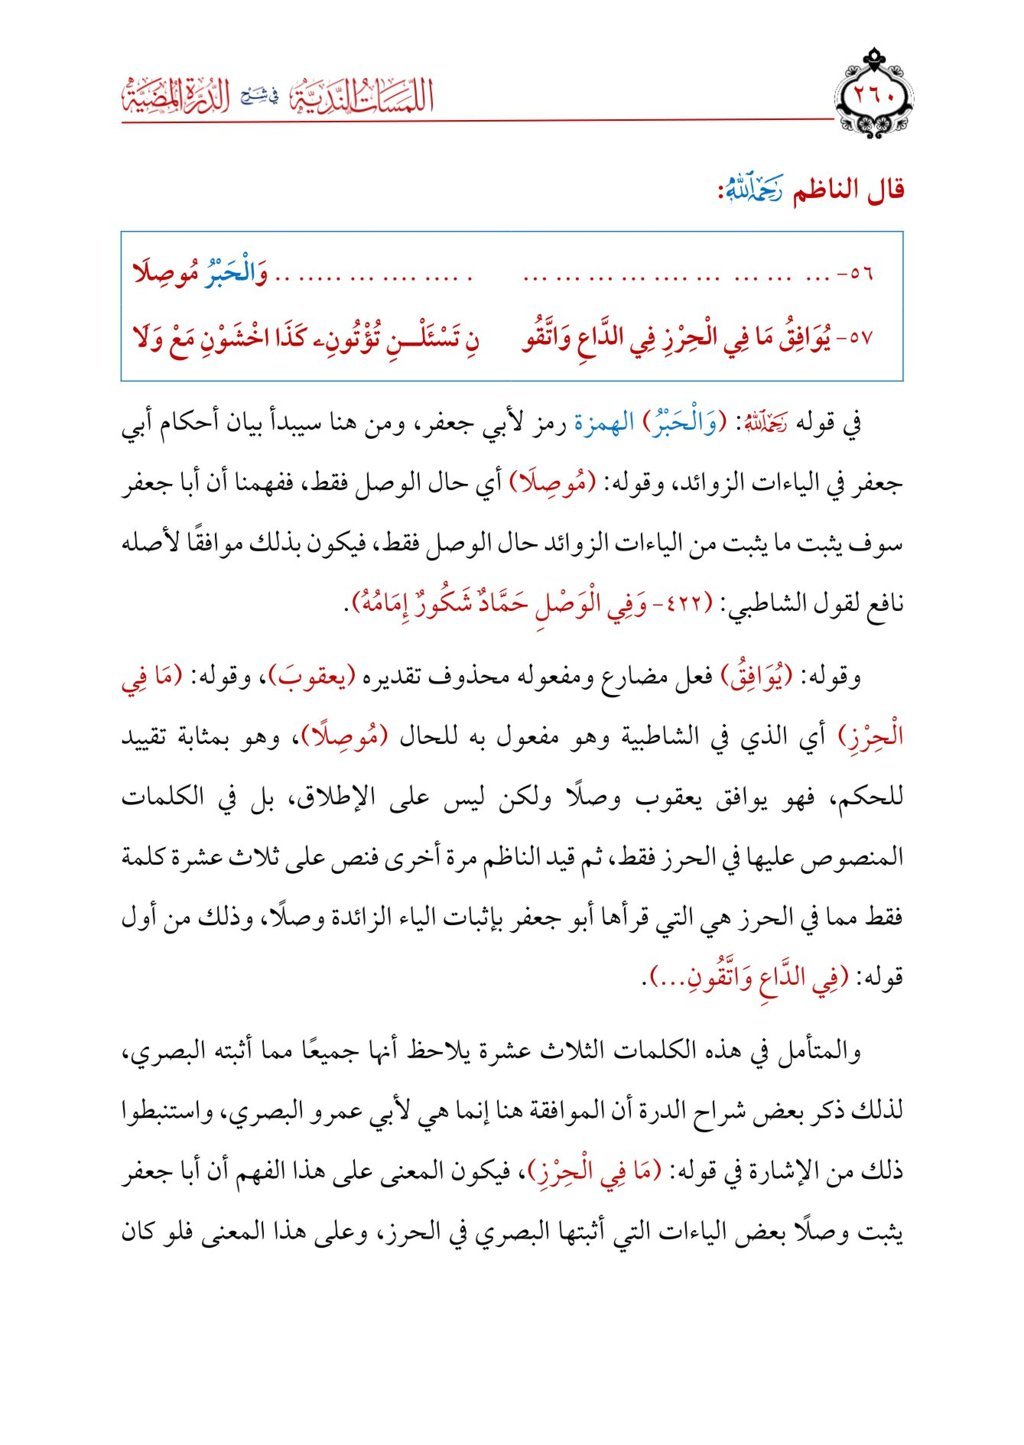 ٢٦٠
اللمسات الندية في شرح الدرة المضية
قال الناظم رَحِمَهُ ٱللَّهُ:
٥٦- ... ... ... ... .... ... ... ... ... . .... .... ... ..... .. وَالْحَبْرُ مُوصِلَا
٥٧- يُوَافِقُ مَا فِي الْحِرْزِ فِي الدَّاعِ وَاتَّقُو نِ تَسْئَلْـنِ تُؤْتُونِۦ كَذَا اخْشَوْنِ مَعْ وَلَا
في قوله رَحِمَهُ ٱللَّهُ: (وَالْحَبْرُ) الهمزة رمز لأبي جعفر، ومن هنا سيبدأ بيان أحكام أبي
جعفر في الياءات الزوائد، وقوله: (مُوصِلَا) أي حال الوصل فقط، ففهمنا أن أبا جعفر
سوف يثبت ما يثبت من الياءات الزوائد حال الوصل فقط، فيكون بذلك موافقًا لأصله
نافع لقول الشاطبي: (٤٢٢- وَفِي الْوَصْلِ حَمَّادٌ شَكُورٌ إِمَامُهُ).
وقوله: (يُوَافِقُ) فعل مضارع ومفعوله محذوف تقديره (يعقوبَ)، وقوله: (مَا فِي
الْحِرْزِ) أي الذي في الشاطبية وهو مفعول به للحال (مُوصِلًا)، وهو بمثابة تقييد
للحكم، فهو يوافق يعقوب وصلًا ولكن ليس على الإطلاق، بل في الكلمات
المنصوص عليها في الحرز فقط، ثم قيد الناظم مرة أخرى فنص على ثلاث عشرة كلمة
فقط مما في الحرز هي التي قرأها أبو جعفر بإثبات الياء الزائدة وصلًا، وذلك من أول
قوله: (فِي الدَّاعِ وَاتَّقُونِ...).
والمتأمل في هذه الكلمات الثلاث عشرة يلاحظ أنها جميعًا مما أثبته البصري،
لذلك ذكر بعض شراح الدرة أن الموافقة هنا إنما هي لأبي عمرو البصري، واستنبطوا
ذلك من الإشارة في قوله: (مَا فِي الْحِرْزِ)، فيكون المعنى على هذا الفهم أن أبا جعفر
يثبت وصلًا بعض الياءات التي أثبتها البصري في الحرز، وعلى هذا المعنى فلو كان